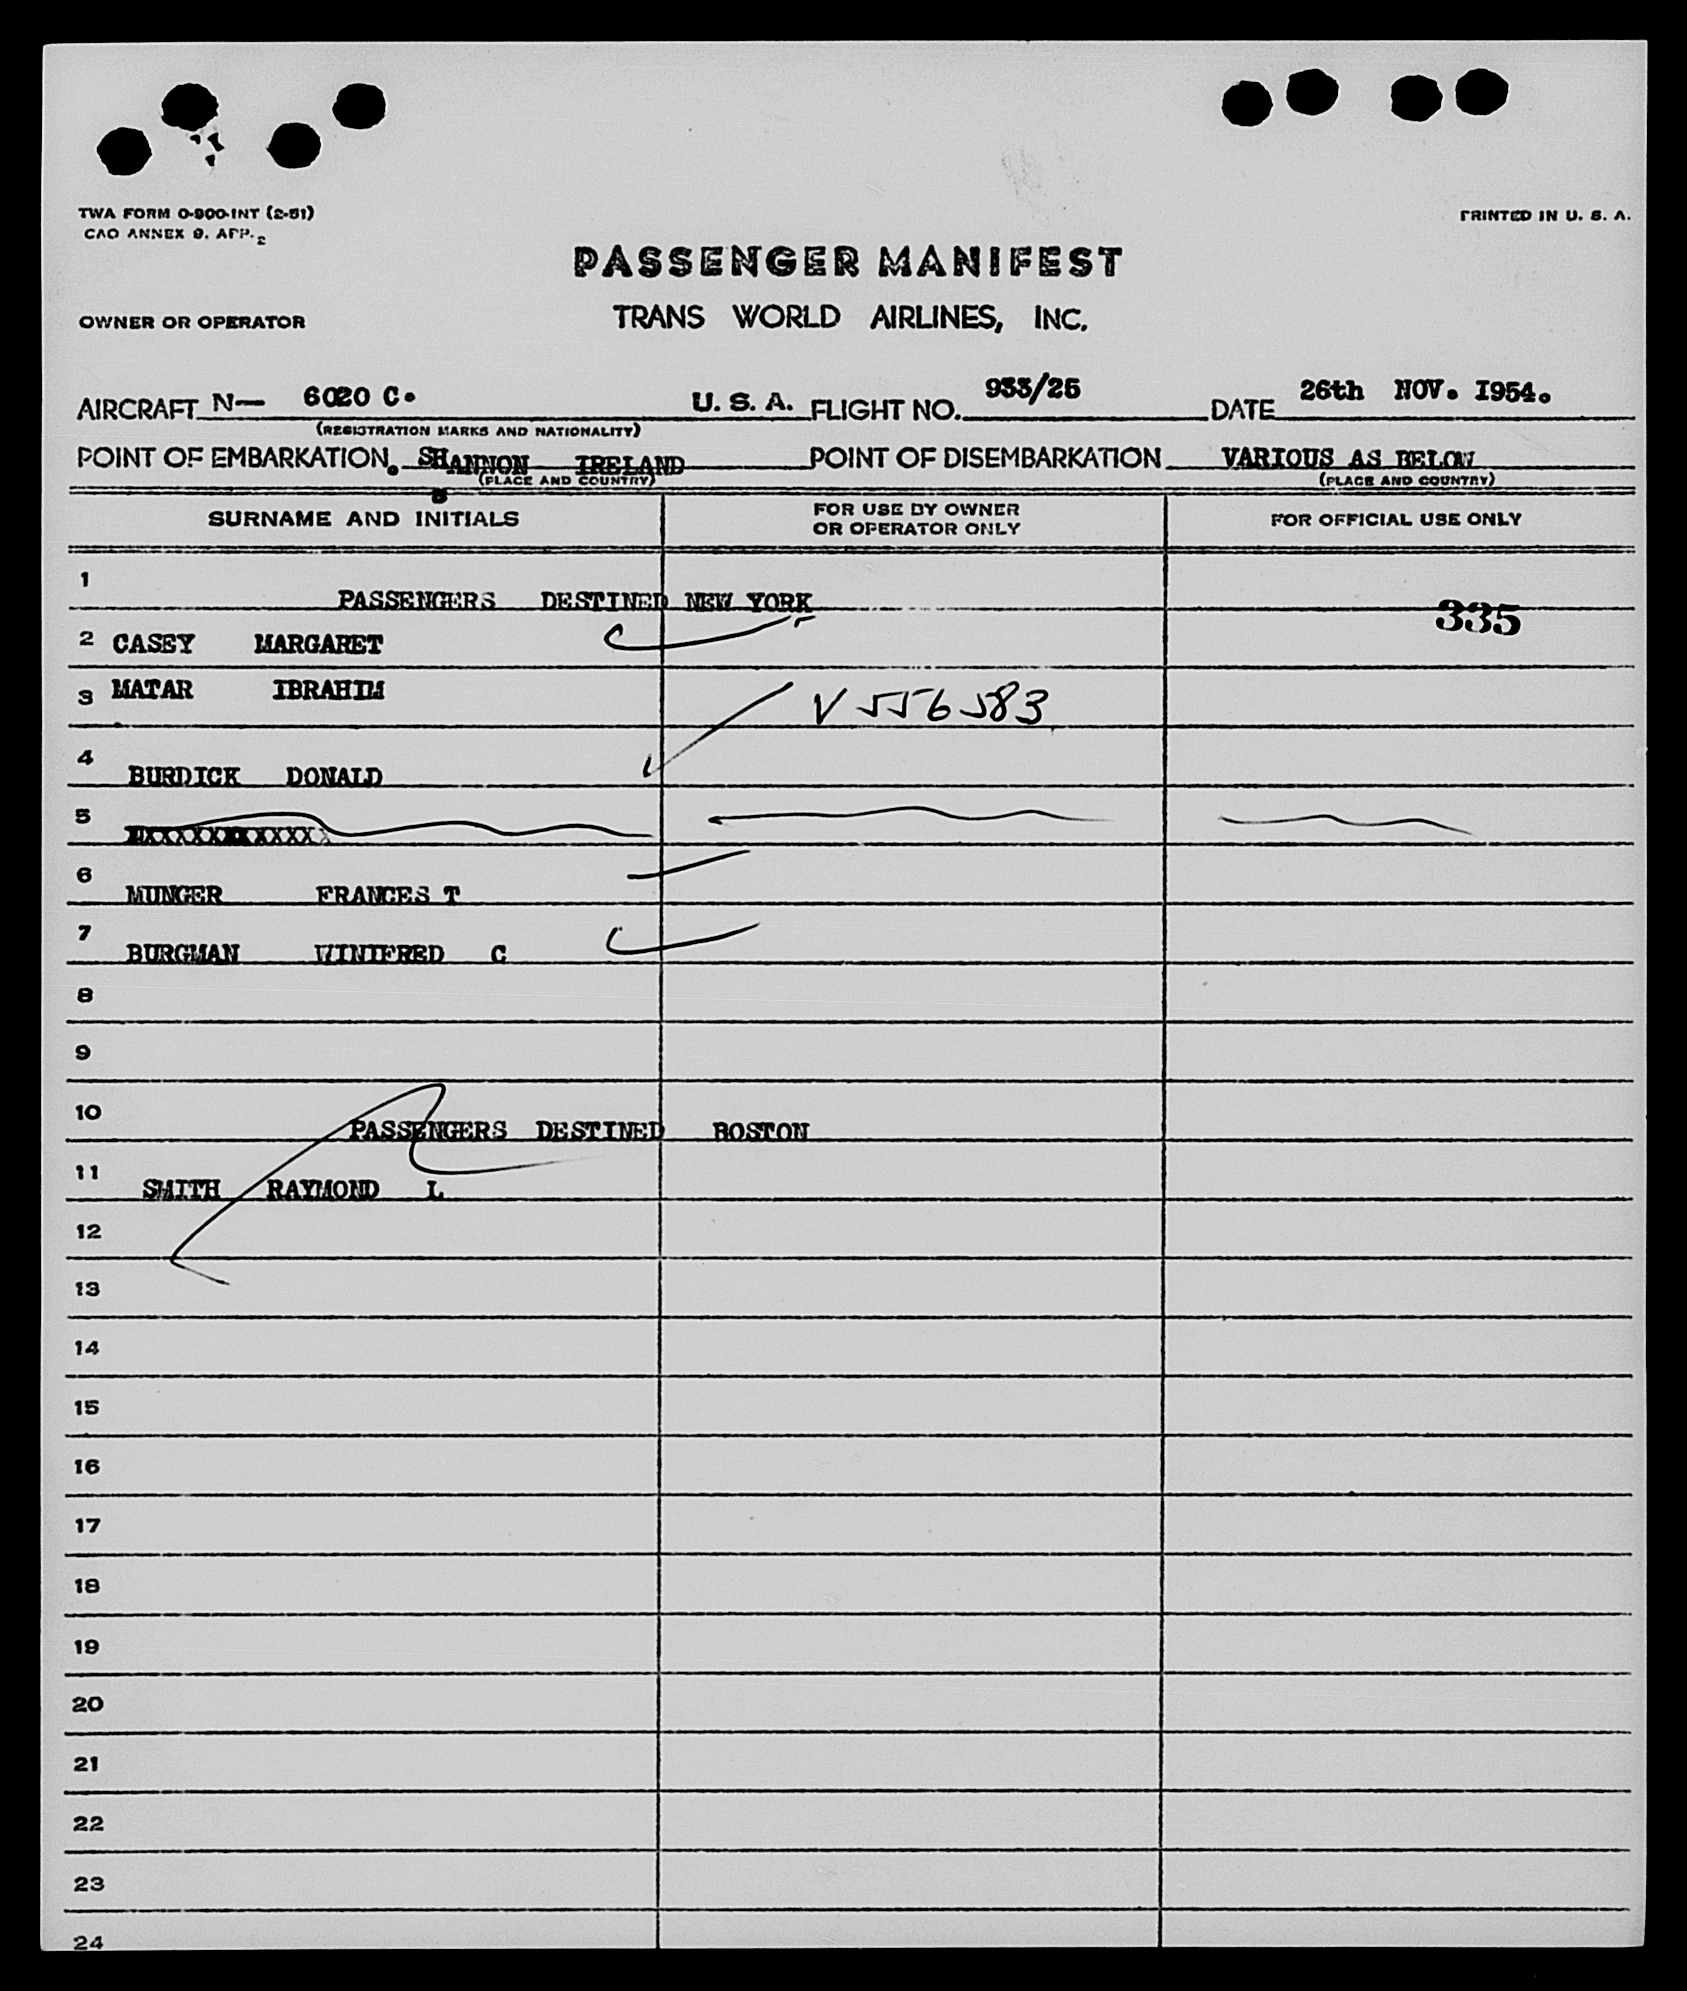 TWA FORM O-900-INT (2-51)
CAO ANNEX 9. APP. 2
PRINTED IN U. S. A.
PASSENGER MANIFEST
OWNER OR OPERATOR
TRANS WORLD AIRLINES, INC.
AIRCRAFT N— 6020 C. U. S. A. FLIGHT NO. 933/25 DATE 26th NOV. I954.
(REGISTRATION MARKS AND NATIONALITY)
POINT OF EMBARKATION. SHANNON IRELAND POINT OF DISEMBARKATION VARIOUS AS BELOW
(PLACE AND COUNTRY) (PLACE AND COUNTRY)
SURNAME AND INITIALS FOR USE BY OWNER OR OPERATOR ONLY FOR OFFICIAL USE ONLY
1 PASSENGERS DESTINED NEW YORK
335
2 CASEY MARGARET
3 MATAR IBRAHIM V 556583
4 BURDICK DONALD
5
6 MUNGER FRANCES T
7 BURGMAN WINIFRED C
8
9
10 PASSENGERS DESTINED BOSTON
11 SMITH RAYMOND L
12
13
14
15
16
17
18
19
20
21
22
23
24